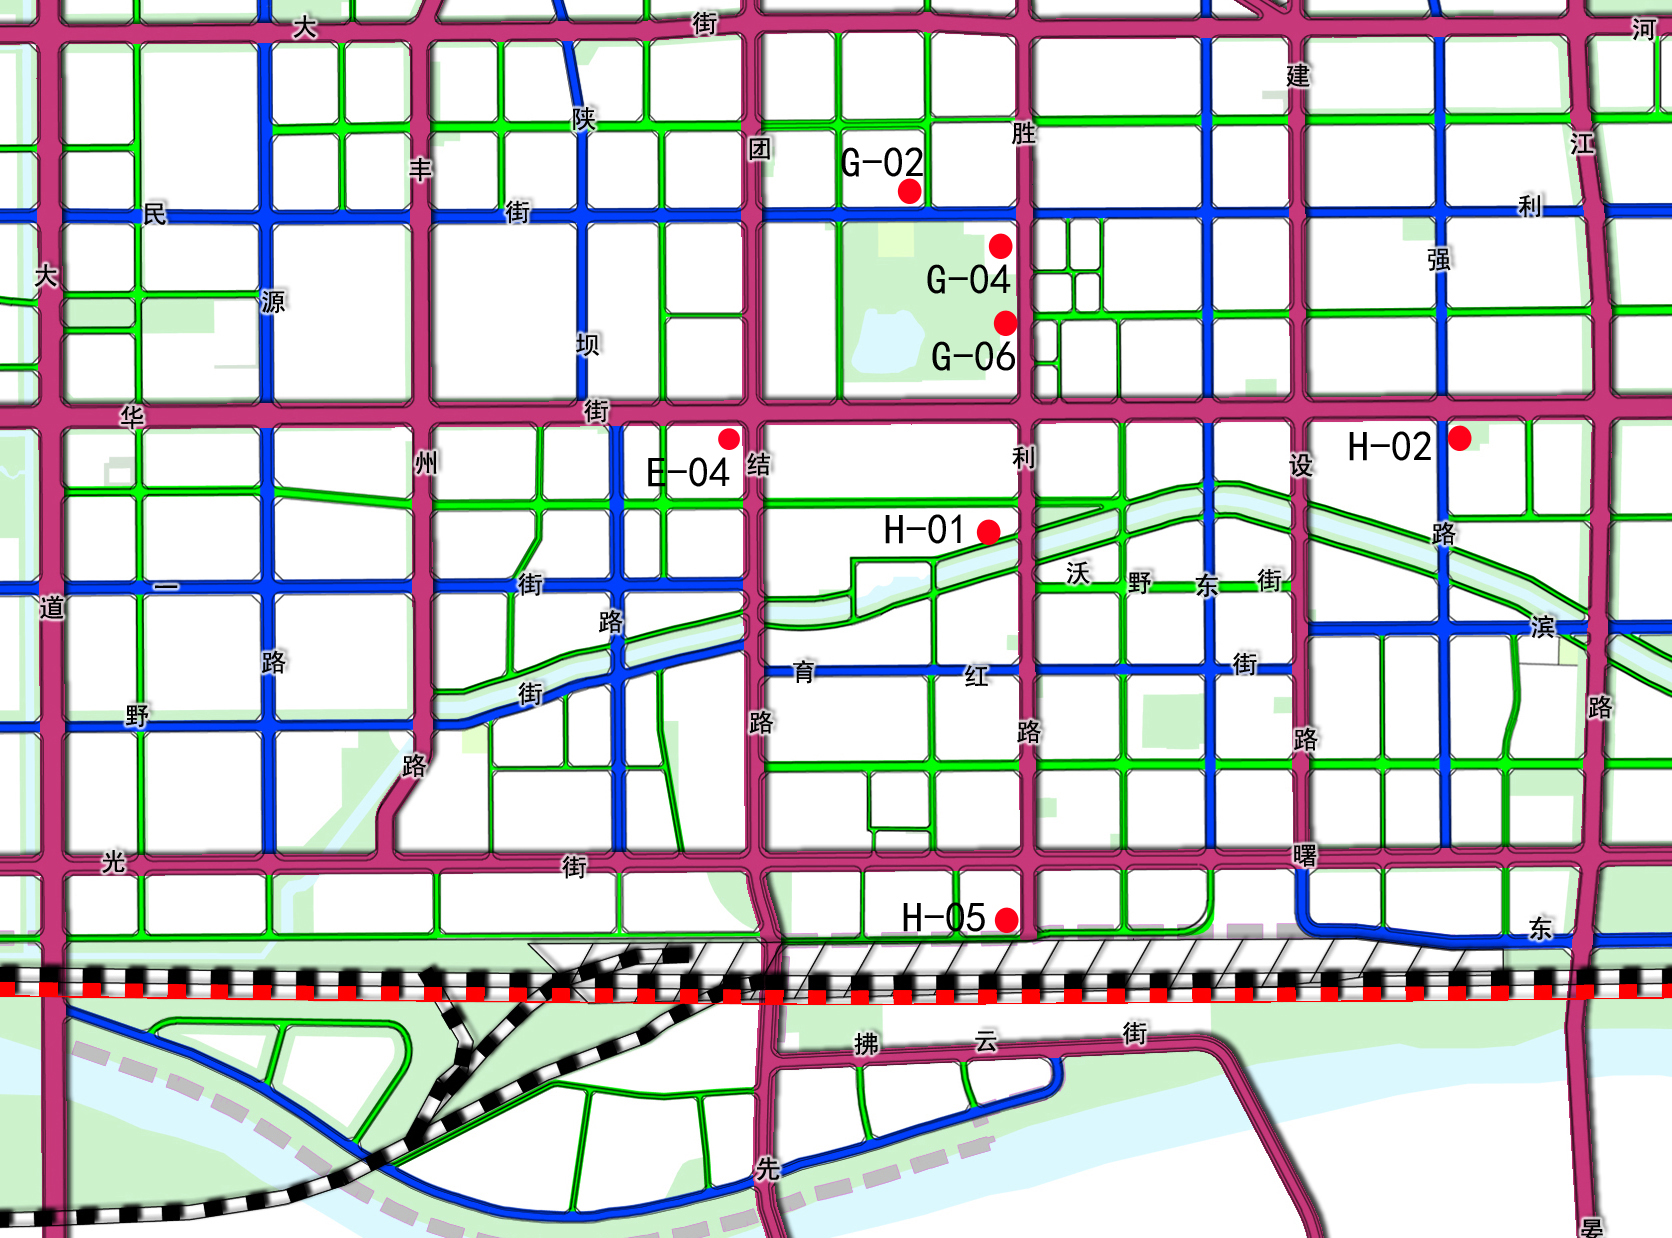 大 街 河
建
陕 胜 江
团
G-02
丰
民 街 利
强
大 G-04
源
坝 G-06
华 街
州 E-04 结 利 设 H-02
H-01 路
一 街 沃 野 东 街
道 路 滨
路 街 育 红 街
野 路 路 路 路
路
光 街 曙
H-05 东
拂 云 街
先
晏